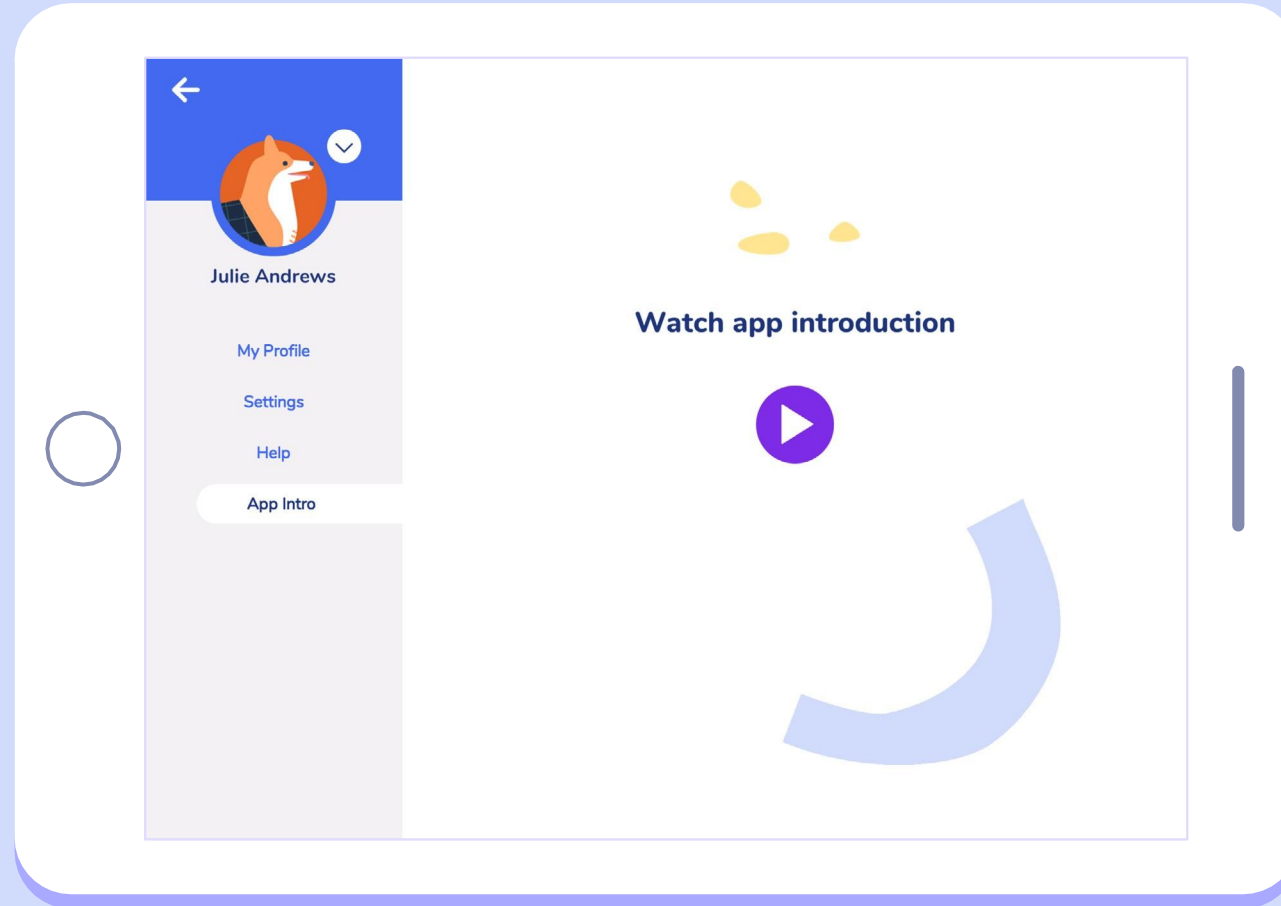 Julie Andrews
My Profile
Settings
Help
App Intro
Watch app introduction